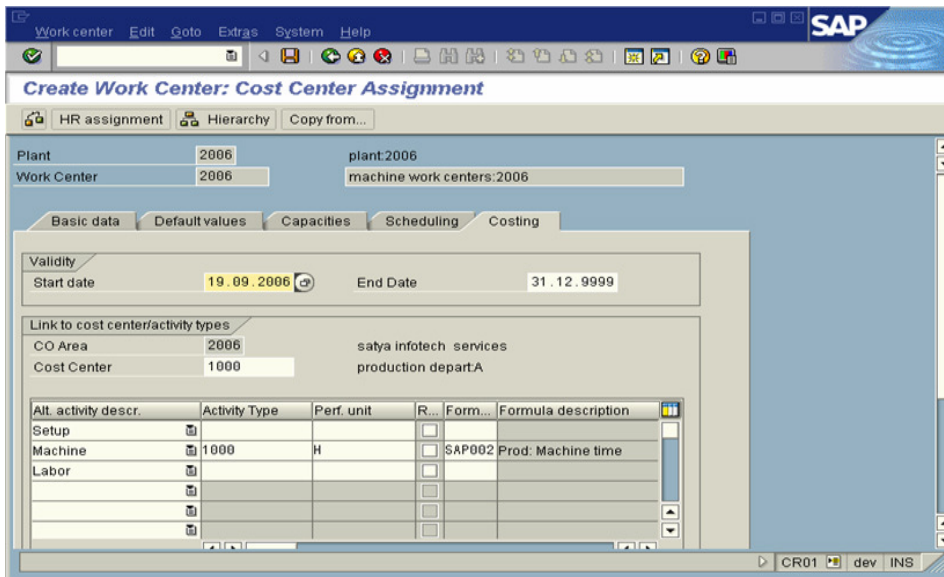 Work center Edit Goto Extras System Help
SAP
Create Work Center: Cost Center Assignment
HR assignment Hierarchy Copy from...
Plant 2006 plant:2006
Work Center 2006 machine work centers:2006
Basic data Default values Capacities Scheduling Costing
Validity
Start date 19.09.2006 End Date 31.12.9999
Link to cost center/activity types
CO Area 2006 satya infotech services
Cost Center 1000 production depart:A
Alt. activity descr. Activity Type Perf. unit R... Form... Formula description
Setup
Machine 1000 H SAP002 Prod: Machine time
Labor
CR01 dev INS